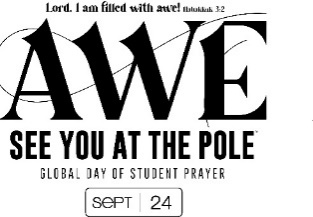 Lord, I am filled with awe! Habakkuk 3:2
AWE
SEE YOU AT THE POLE
GLOBAL DAY OF STUDENT PRAYER
SEPT | 24